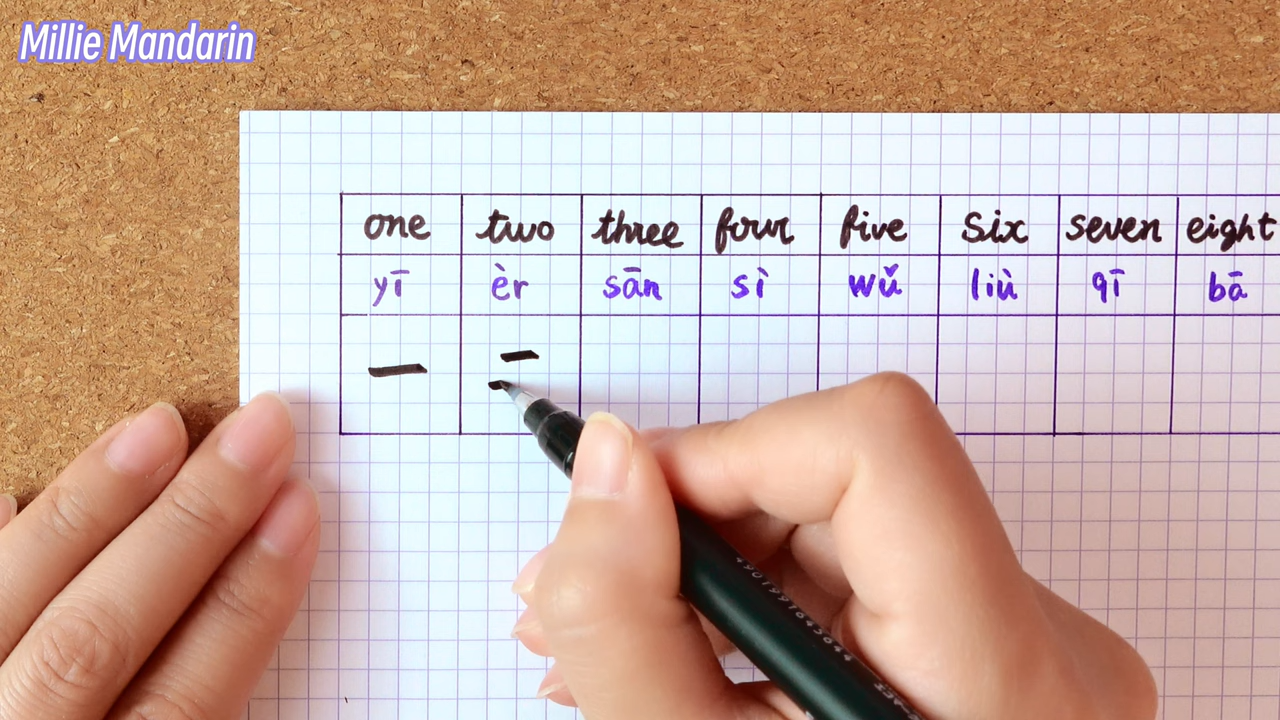 Millie Mandarin
one two three four five six seven eight
yī èr sān sì wǔ liù qī bā
一 二